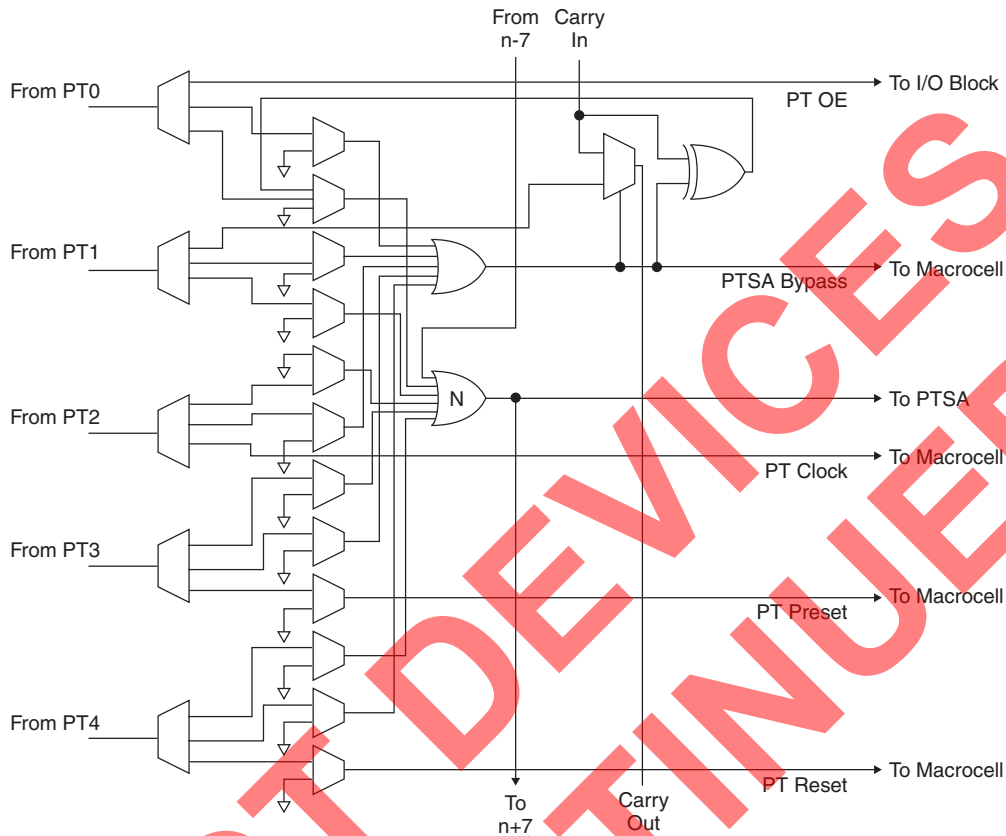 From
n-7
Carry
In
From PT0
To I/O Block
PT OE
From PT1
To Macrocell
PTSA Bypass
N
To PTSA
From PT2
To Macrocell
PT Clock
From PT3
To Macrocell
PT Preset
From PT4
To Macrocell
PT Reset
To
n+7
Carry
Out